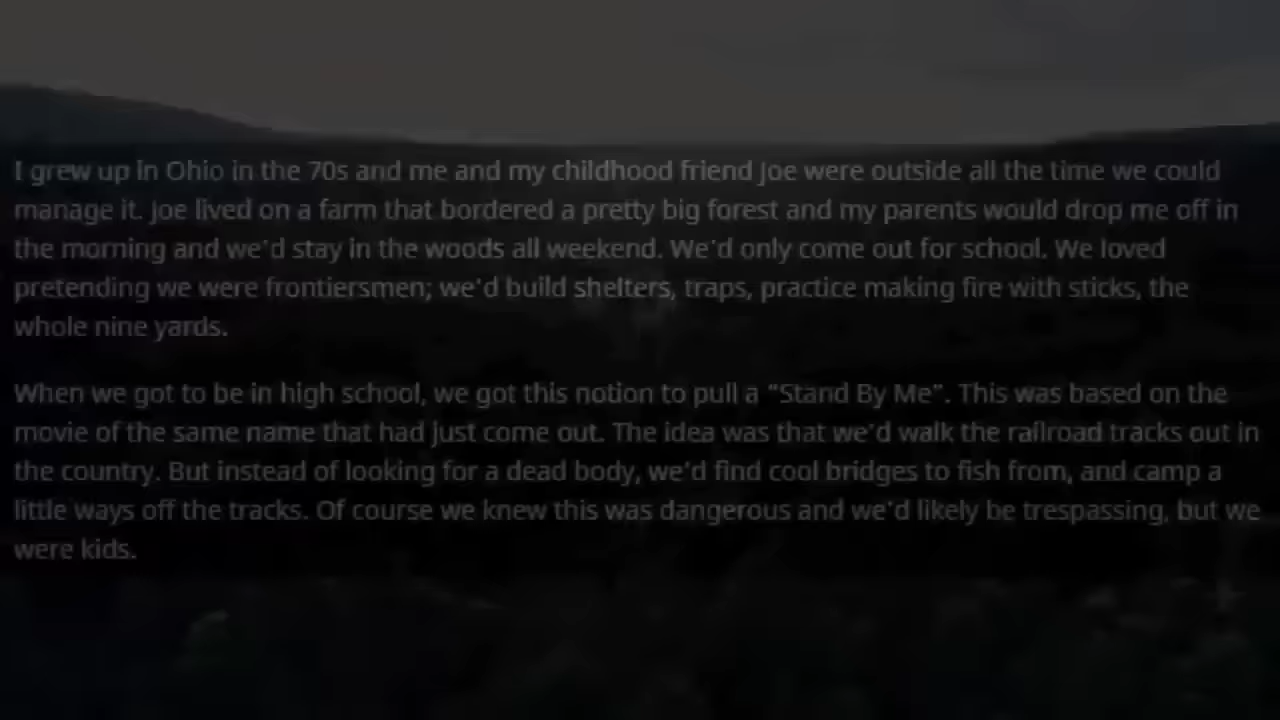 I grew up in Ohio in the 70s and me and my childhood friend Joe were outside all the time we could
manage it. Joe lived on a farm that bordered a pretty big forest and my parents would drop me off in
the morning and we'd stay in the woods all weekend. We'd only come out for school. We loved
pretending we were frontiersmen; we'd build shelters, traps, practice making fire with sticks, the
whole nine yards.
When we got to be in high school, we got this notion to pull a "Stand By Me". This was based on the
movie of the same name that had just come out. The idea was that we'd walk the railroad tracks out in
the country. But instead of looking for a dead body, we'd find cool bridges to fish from, and camp a
little ways off the tracks. Of course we knew this was dangerous and we'd likely be trespassing, but we
were kids.